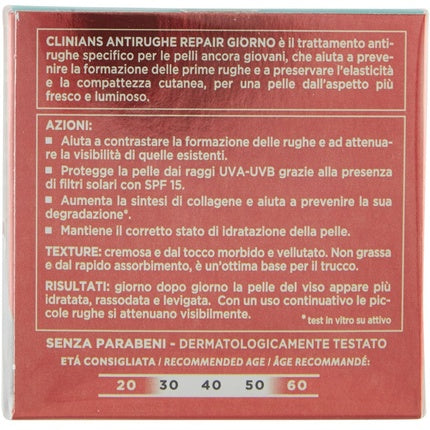 CLINIANS ANTIRUGHE REPAIR GIORNO è il trattamento anti-
rughe specifico per le pelli ancora giovani, che aiuta a preve-
nire la formazione delle prime rughe e a preservare l'elasticità
e la compattezza cutanea, per una pelle dall'aspetto più
fresco e luminoso.
AZIONI:
■ Aiuta a contrastare la formazione delle rughe e ad attenua-
re la visibilità di quelle esistenti.
■ Protegge la pelle dai raggi UVA-UVB grazie alla presenza
di filtri solari con SPF 15.
■ Aumenta la sintesi di collagene e aiuta a prevenire la sua
degradazione*.
■ Mantiene il corretto stato di idratazione della pelle.
TEXTURE: cremosa e dal tocco morbido e vellutato. Non grassa
e dal rapido assorbimento, è un'ottima base per il trucco.
RISULTATI: giorno dopo giorno la pelle del viso appare più
idratata, rassodata e levigata. Con un uso continuativo le pic-
cole rughe si attenuano visibilmente.
* test in vitro su attivo
SENZA PARABENI - DERMATOLOGICAMENTE TESTATO
ETÁ CONSIGLIATA / RECOMMENDED AGE / ÂGE RECOMMANDÉ:
20 30 40 50 60